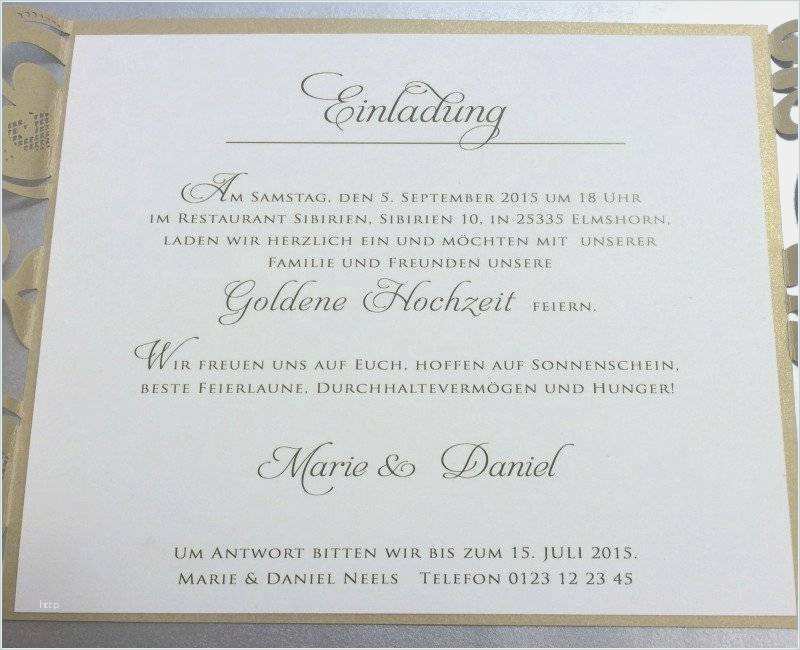 Einladung
Am Samstag, den 5. September 2015 um 18 Uhr
im Restaurant Sibirien, Sibirien 10, in 25335 Elmshorn,
laden wir herzlich ein und möchten mit unserer
Familie und Freunden unsere
Goldene Hochzeit feiern.
Wir freuen uns auf Euch, hoffen auf Sonnenschein,
beste Feierlaune, Durchhaltevermögen und Hunger!
Marie & Daniel
Um Antwort bitten wir bis zum 15. Juli 2015.
Marie & Daniel Neels Telefon 0123 12 23 45